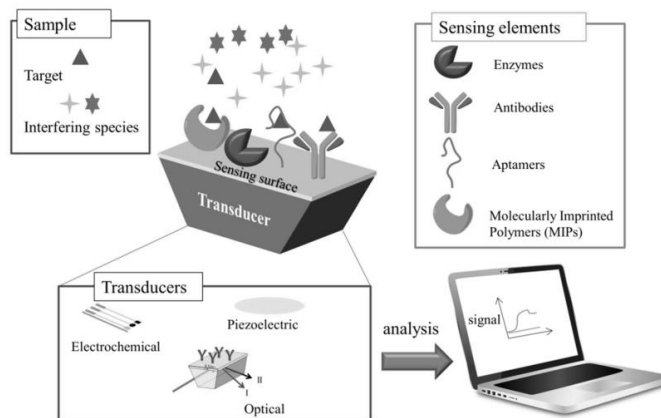 Sample
Target
Interfering species
Sensing surface
Transducer
Sensing elements
Enzymes
Antibodies
Aptamers
Molecularly Imprinted
Polymers (MIPs)
Transducers
Electrochemical
Piezoelectric
II
I
Optical
analysis
signal